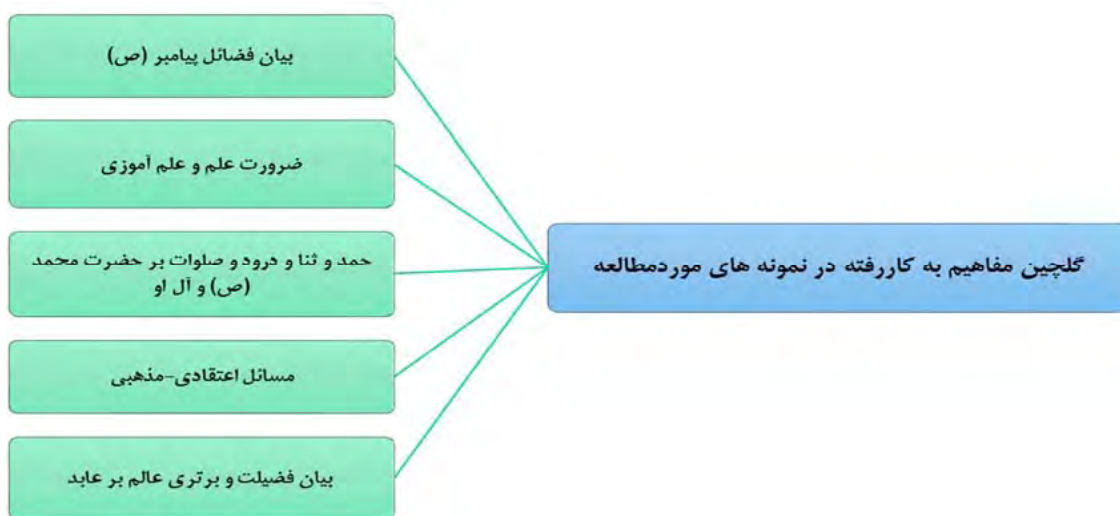 گلچین مفاهیم به کاررفته در نمونه های موردمطالعه
بیان فضائل پیامبر (ص)
ضرورت علم و علم آموزی
حمد و ثنا و درود و صلوات بر حضرت محمد
(ص) و آل او
مسائل اعتقادی-مذهبی
بیان فضیلت و برتری عالم بر عابد